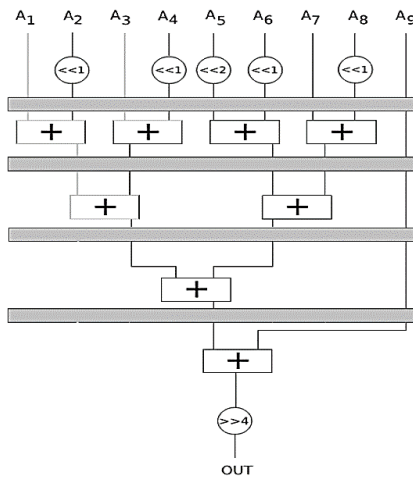 A1 A2 A3 A4 A5 A6 A7 A8 A9
<<1 <<1 <<2 <<1 <<1
+ + + +
+ +
+
+
>>4
OUT